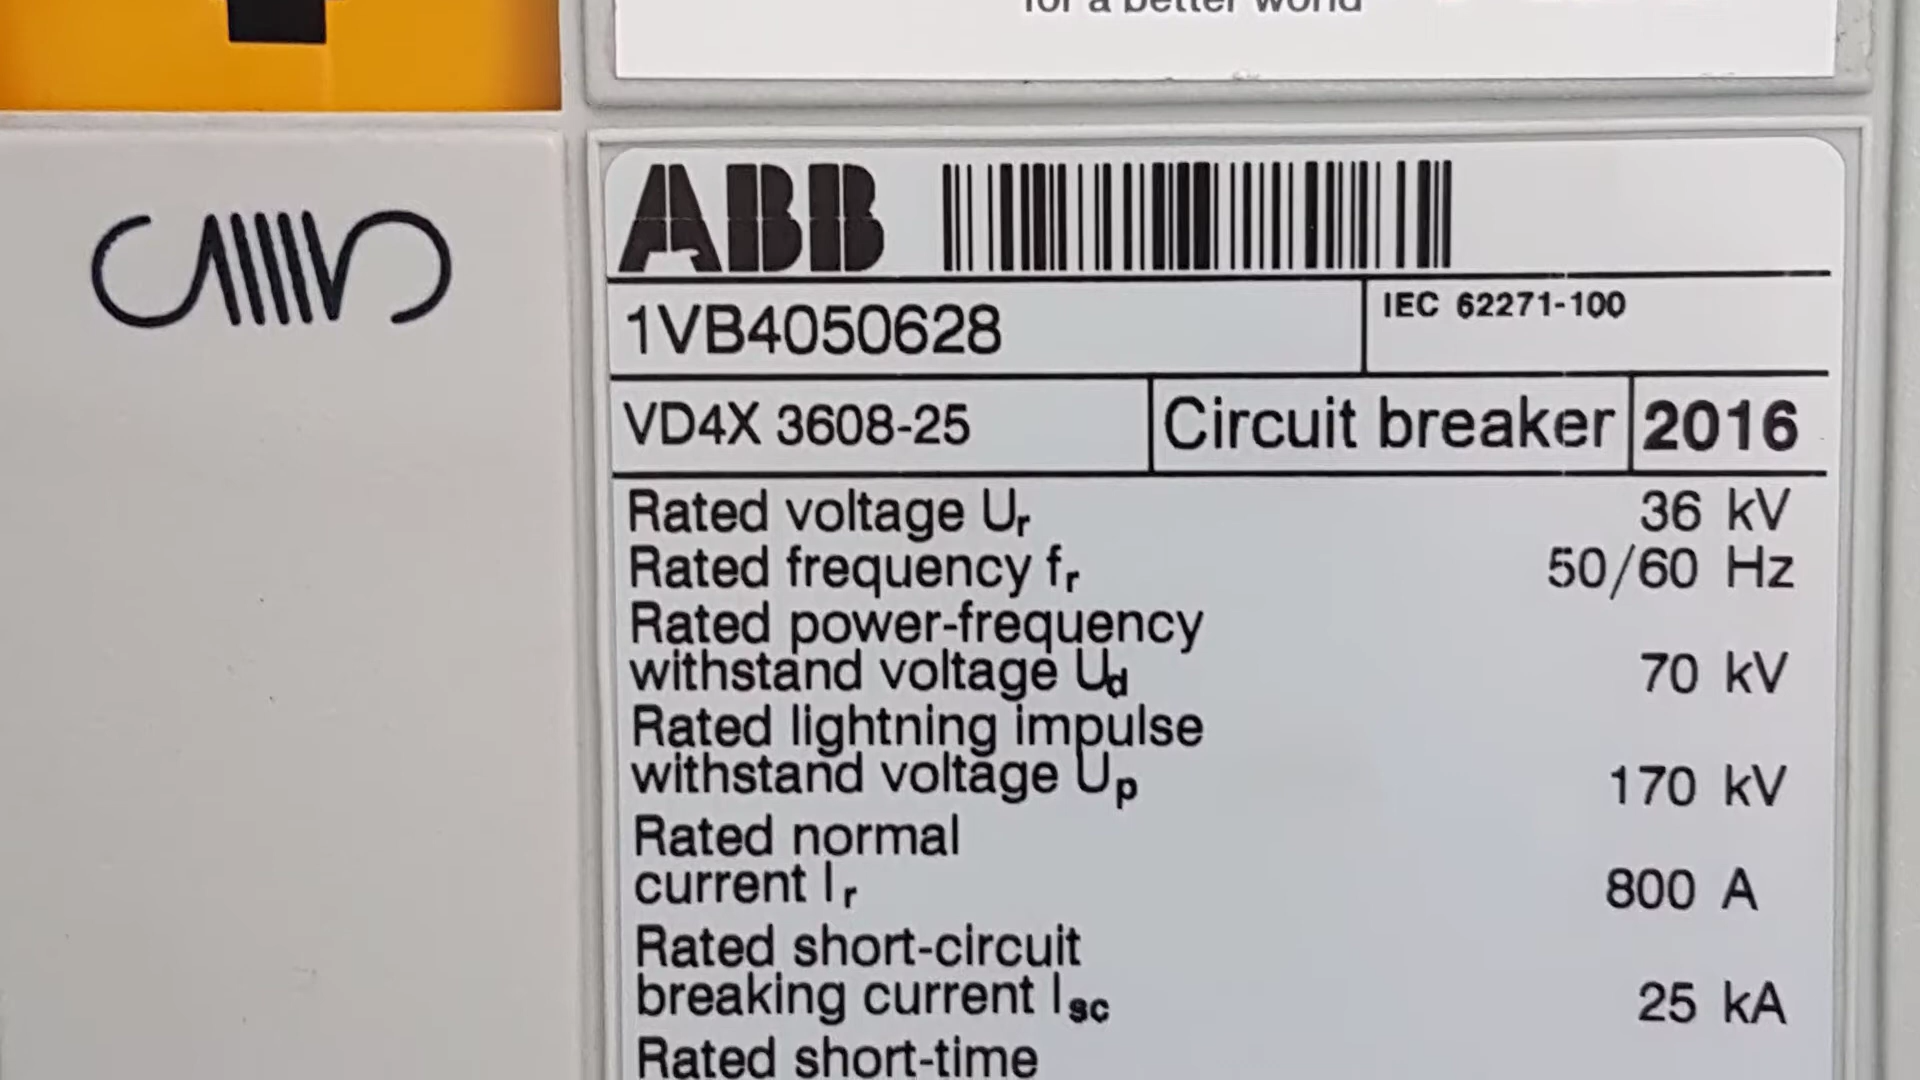 for a better world
ABB
1VB4050628 IEC 62271-100
VD4X 3608-25 Circuit breaker 2016
Rated voltage Ur 36 kV
Rated frequency fr 50/60 Hz
Rated power-frequency
withstand voltage Ud 70 kV
Rated lightning impulse
withstand voltage Up 170 kV
Rated normal
current Ir 800 A
Rated short-circuit
breaking current Isc 25 kA
Rated short-time